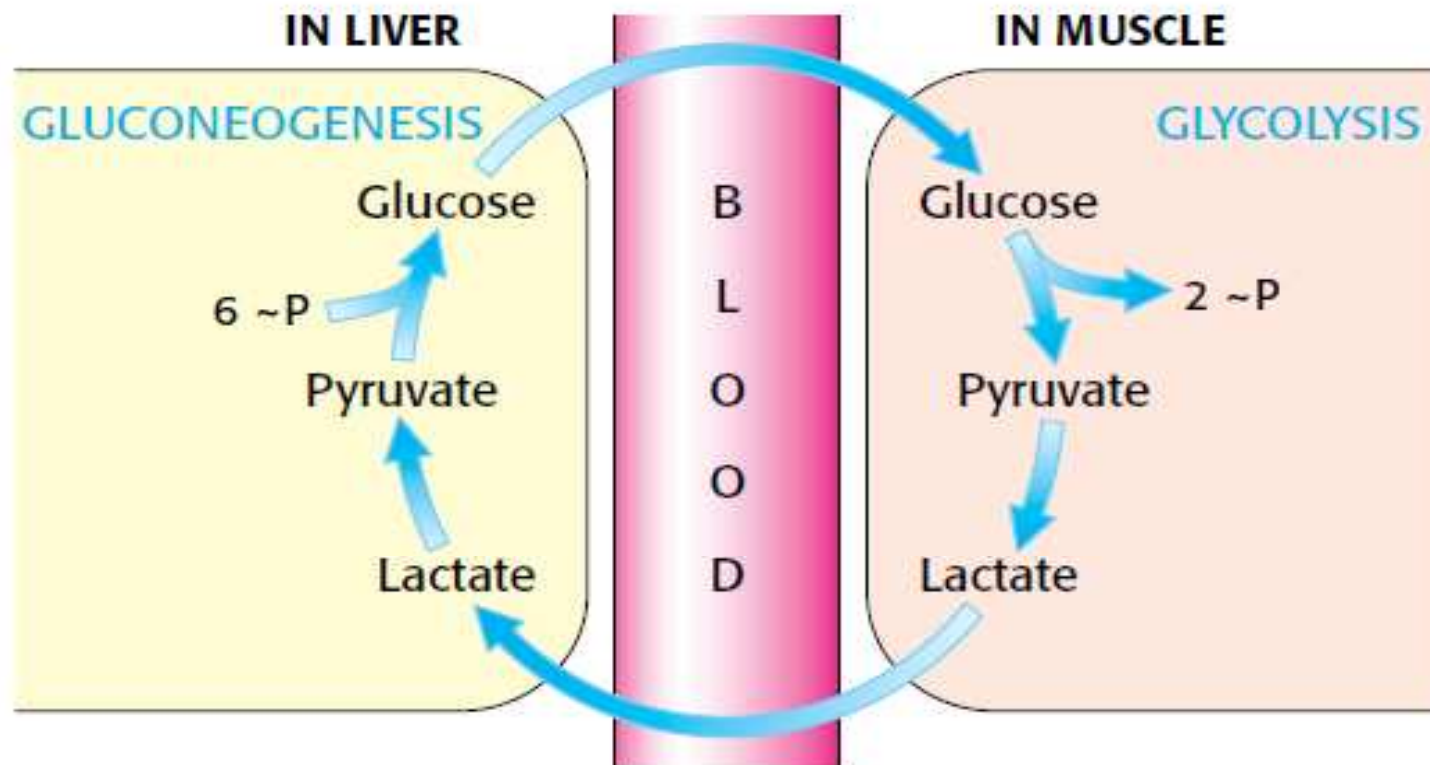 IN LIVER
IN MUSCLE
GLUCONEOGENESIS
Glucose
6 ~P
Pyruvate
Lactate
B
L
O
O
D
GLYCOLYSIS
Glucose
2 ~P
Pyruvate
Lactate